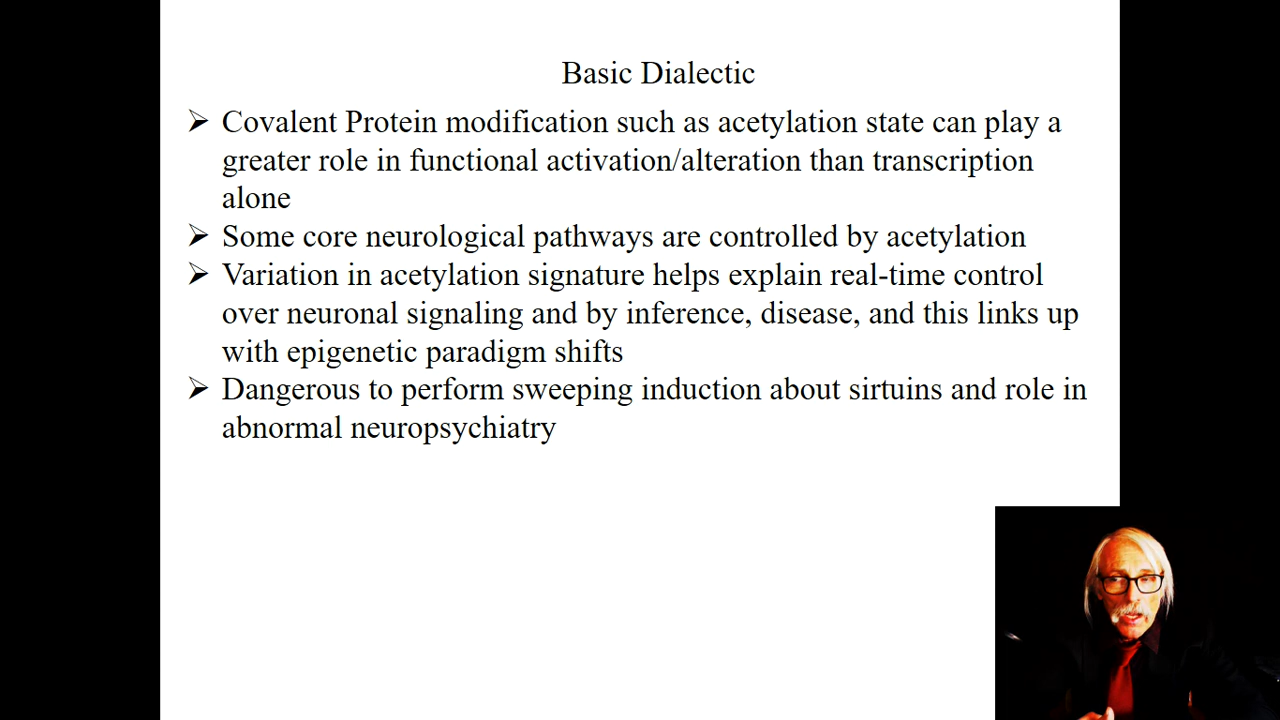 Basic Dialectic
➢ Covalent Protein modification such as acetylation state can play a
greater role in functional activation/alteration than transcription
alone
➢ Some core neurological pathways are controlled by acetylation
➢ Variation in acetylation signature helps explain real-time control
over neuronal signaling and by inference, disease, and this links up
with epigenetic paradigm shifts
➢ Dangerous to perform sweeping induction about sirtuins and role in
abnormal neuropsychiatry